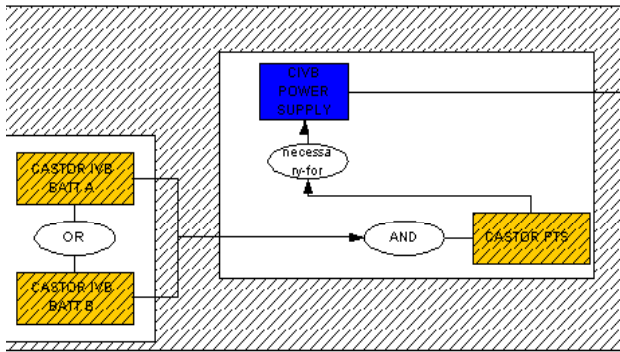 CIVB
POWER
SUPPLY
necessa
ry-for
CASTOR IVB
BATT A
OR
AND
CASTOR PTS
CASTOR IVB
BATT B